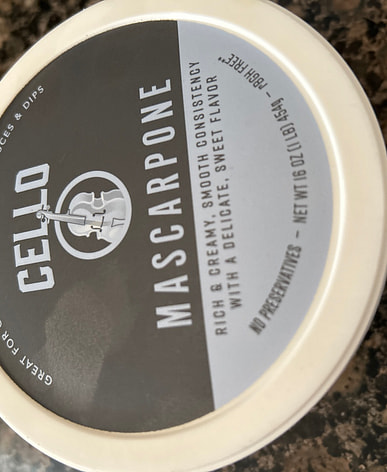 GREAT FOR
CES & DIPS
CELLO
MASCARPONE
RICH & CREAMY, SMOOTH CONSISTENCY
WITH A DELICATE, SWEET FLAVOR
NO PRESERVATIVES – NET WT 16 OZ (1 LB) 454g – rBGH FREE**